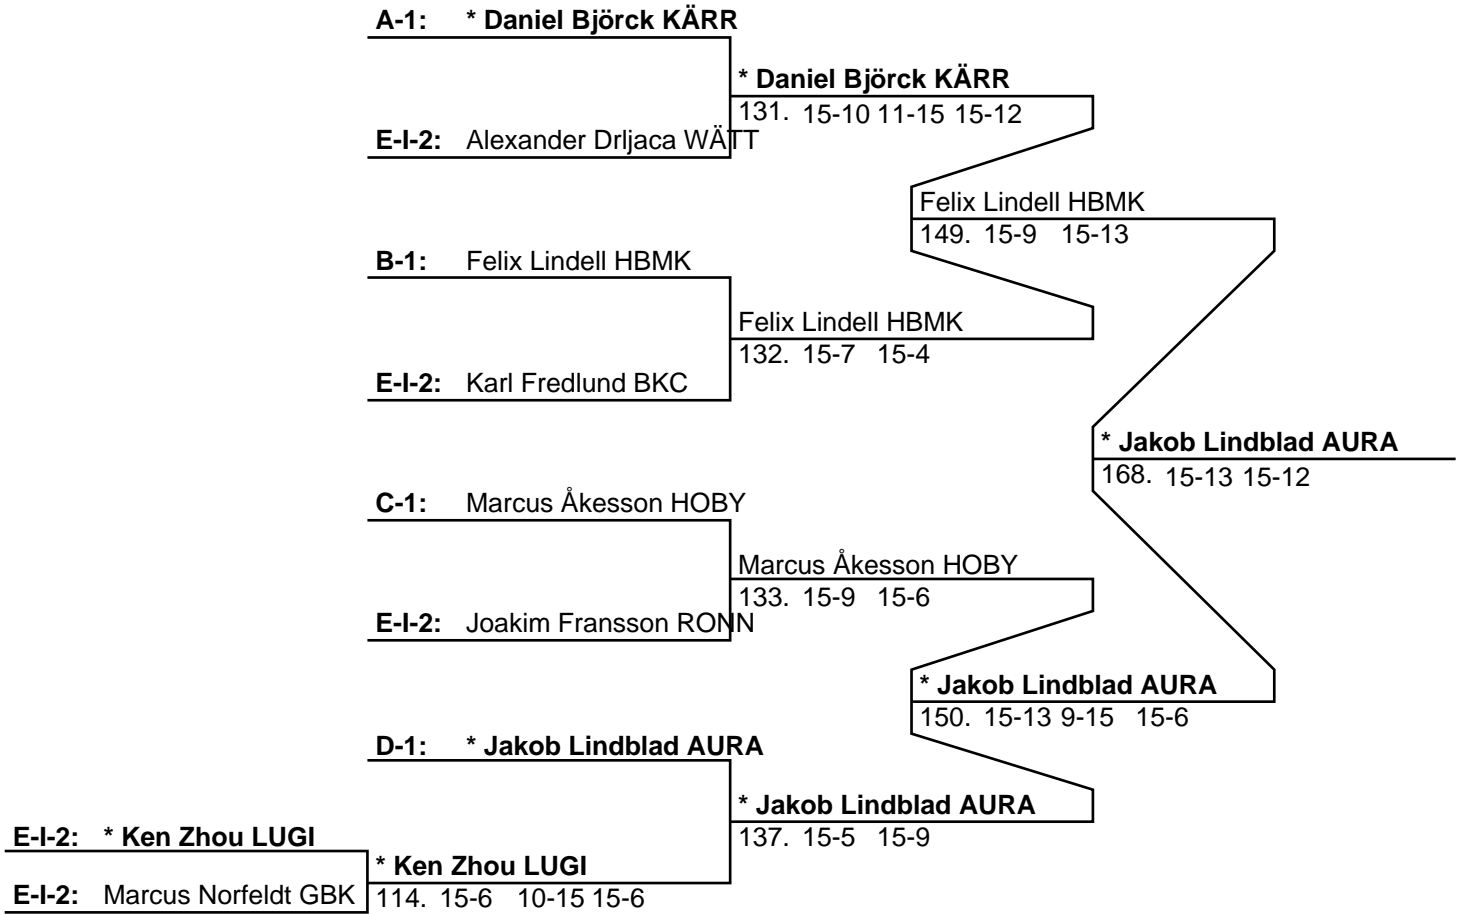 A-1: * Daniel Björck KÄRR
* Daniel Björck KÄRR
131. 15-10 11-15 15-12
E-I-2: Alexander Drljaca WÄTT
Felix Lindell HBMK
149. 15-9 15-13
B-1: Felix Lindell HBMK
Felix Lindell HBMK
132. 15-7 15-4
E-I-2: Karl Fredlund BKC
* Jakob Lindblad AURA
168. 15-13 15-12
C-1: Marcus Åkesson HOBY
Marcus Åkesson HOBY
133. 15-9 15-6
E-I-2: Joakim Fransson RONN
* Jakob Lindblad AURA
150. 15-13 9-15 15-6
D-1: * Jakob Lindblad AURA
* Jakob Lindblad AURA
137. 15-5 15-9
E-I-2: * Ken Zhou LUGI
* Ken Zhou LUGI
E-I-2: Marcus Norfeldt GBK
114. 15-6 10-15 15-6